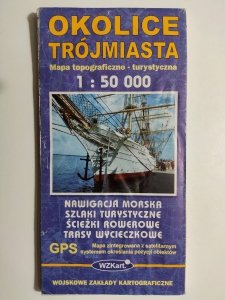 OKOLICE
TRÓJMIASTA
Mapa topograficzno - turystyczna
1 : 50 000
NAWIGACJA MORSKA
SZLAKI TURYSTYCZNE
ŚCIEŻKI ROWEROWE
TRASY WYCIECZKOWE
GPS Mapa zintegrowana z satelitarnym
systemem określania pozycji obiektów
WZKart
WOJSKOWE ZAKŁADY KARTOGRAFICZNE